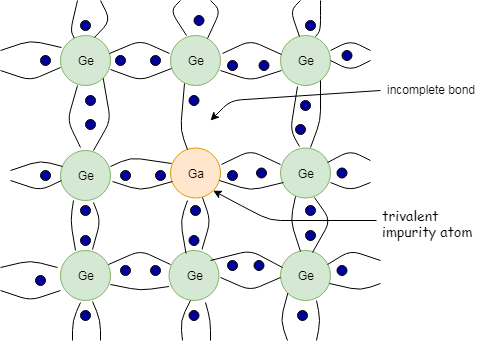 Ge Ge Ge
incomplete bond
Ge Ga Ge
trivalent
impurity atom
Ge Ge Ge